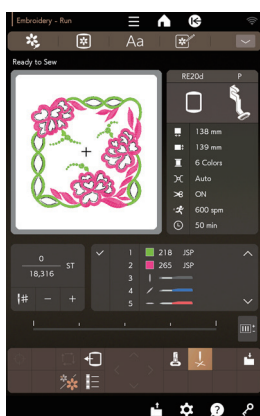 Embroidery - Run
Aa
Ready to Sew
RE20d P
138 mm
139 mm
6 Colors
Auto
ON
600 spm
50 min
0
18,316
ST
1 218 JSP
2 265 JSP
3
4
5
#
- +
?